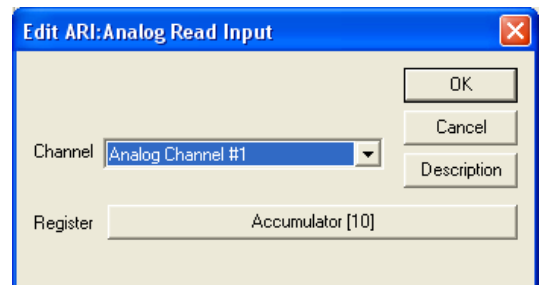 Edit ARI:Analog Read Input
OK
Cancel
Channel Analog Channel #1
Description
Register Accumulator [10]